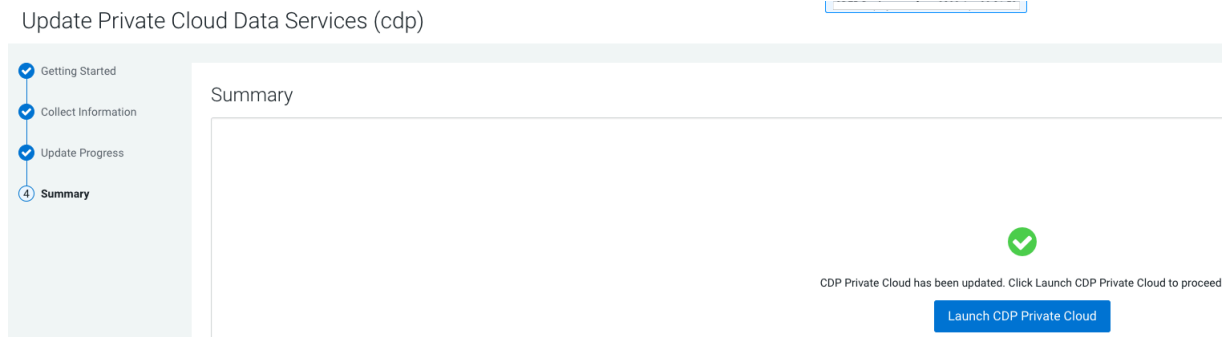 Update Private Cloud Data Services (cdp)
Getting Started
Collect Information
Update Progress
4 Summary
Summary
CDP Private Cloud has been updated. Click Launch CDP Private Cloud to proceed
Launch CDP Private Cloud